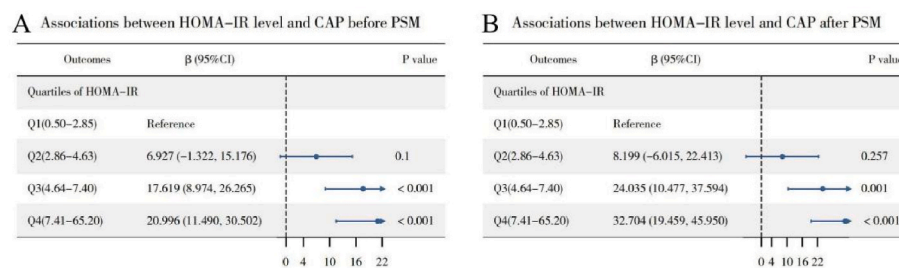 A Associations between HOMA-IR level and CAP before PSM
Outcomes β (95%CI) P value
Quartiles of HOMA-IR
Q1(0.50-2.85) Reference
Q2(2.86-4.63) 6.927 (-1.322, 15.176) 0.1
Q3(4.64-7.40) 17.619 (8.974, 26.265) < 0.001
Q4(7.41-65.20) 20.996 (11.490, 30.502) < 0.001
0 4 10 16 22
B Associations between HOMA-IR level and CAP after PSM
Outcomes β (95%CI) P value
Quartiles of HOMA-IR
Q1(0.50-2.85) Reference
Q2(2.86-4.63) 8.199 (-6.015, 22.413) 0.257
Q3(4.64-7.40) 24.035 (10.477, 37.594) 0.001
Q4(7.41-65.20) 32.704 (19.459, 45.950) < 0.001
0 4 10 16 22